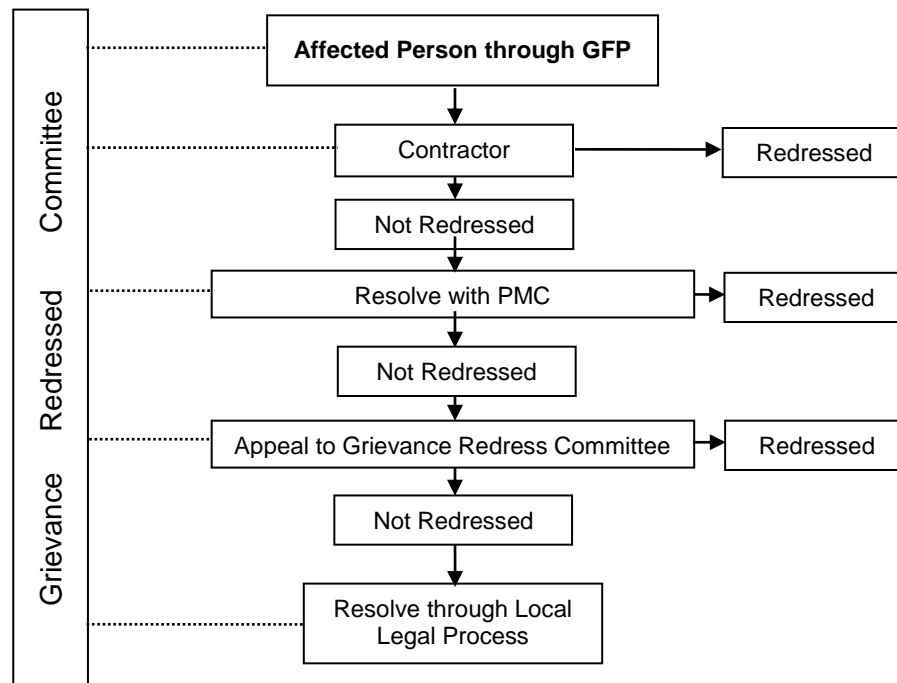 Affected Person through GFP
Contractor
Redressed
Not Redressed
Resolve with PMC
Redressed
Not Redressed
Appeal to Grievance Redress Committee
Redressed
Not Redressed
Resolve through Local
Legal Process
Grievance Redressed Committee